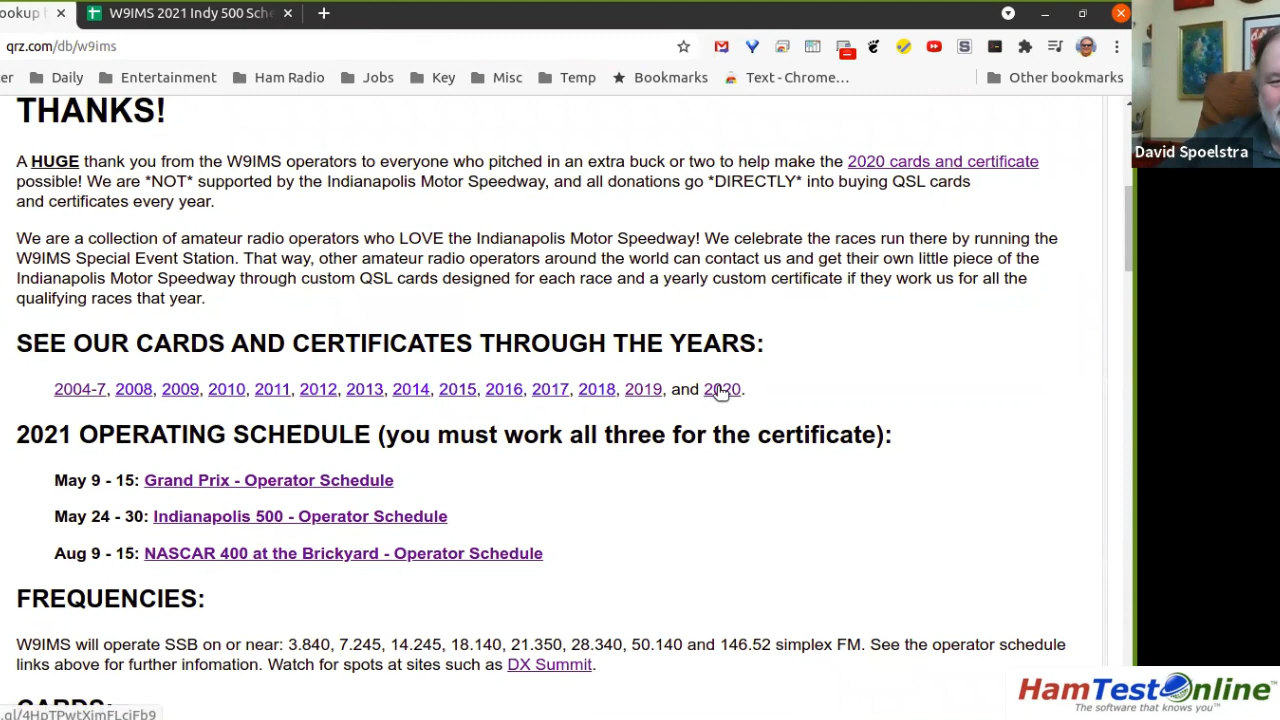 ookup
W9IMS 2021 Indy 500 Sche
qrz.com/db/w9ims
er Daily Entertainment Ham Radio Jobs Key Misc Temp Bookmarks Text - Chrome... Other bookmarks
David Spoelstra
THANKS!
A HUGE thank you from the W9IMS operators to everyone who pitched in an extra buck or two to help make the 2020 cards and certificate
possible! We are *NOT* supported by the Indianapolis Motor Speedway, and all donations go *DIRECTLY* into buying QSL cards
and certificates every year.
We are a collection of amateur radio operators who LOVE the Indianapolis Motor Speedway! We celebrate the races run there by running the
W9IMS Special Event Station. That way, other amateur radio operators around the world can contact us and get their own little piece of the
Indianapolis Motor Speedway through custom QSL cards designed for each race and a yearly custom certificate if they work us for all the
qualifying races that year.
SEE OUR CARDS AND CERTIFICATES THROUGH THE YEARS:
2004-7, 2008, 2009, 2010, 2011, 2012, 2013, 2014, 2015, 2016, 2017, 2018, 2019, and 2020.
2021 OPERATING SCHEDULE (you must work all three for the certificate):
May 9 - 15: Grand Prix - Operator Schedule
May 24 - 30: Indianapolis 500 - Operator Schedule
Aug 9 - 15: NASCAR 400 at the Brickyard - Operator Schedule
FREQUENCIES:
W9IMS will operate SSB on or near: 3.840, 7.245, 14.245, 18.140, 21.350, 28.340, 50.140 and 146.52 simplex FM. See the operator schedule
links above for further infomation. Watch for spots at sites such as DX Summit.
CARDS:
.gl/4HpTPwtXimFLciFb9
HamTestOnline™
The software that knows you™